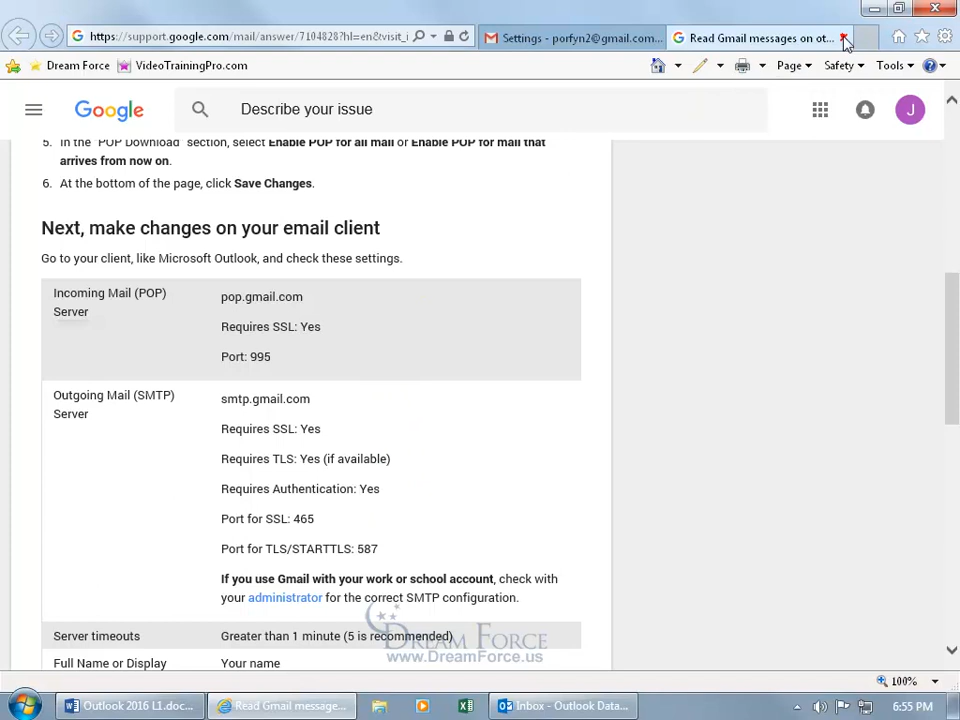 https://support.google.com/mail/answer/7104828?hl=en&visit_i
Settings - porfyn2@gmail.com...
Read Gmail messages on ot...
Dream Force
VideoTrainingPro.com
Page
Safety
Tools
Google
Describe your issue
J
5. In the "POP Download" section, select Enable POP for all mail or Enable POP for mail that
arrives from now on.
6. At the bottom of the page, click Save Changes.
Next, make changes on your email client
Go to your client, like Microsoft Outlook, and check these settings.
Incoming Mail (POP)
Server
pop.gmail.com
Requires SSL: Yes
Port: 995
Outgoing Mail (SMTP)
Server
smtp.gmail.com
Requires SSL: Yes
Requires TLS: Yes (if available)
Requires Authentication: Yes
Port for SSL: 465
Port for TLS/STARTTLS: 587
If you use Gmail with your work or school account, check with
your administrator for the correct SMTP configuration.
Server timeouts
Greater than 1 minute (5 is recommended)
Full Name or Display
Your name
DREAM FORCE
www.DreamForce.us
100%
Outlook 2016 L1.doc...
Read Gmail message...
Inbox - Outlook Data...
6:55 PM